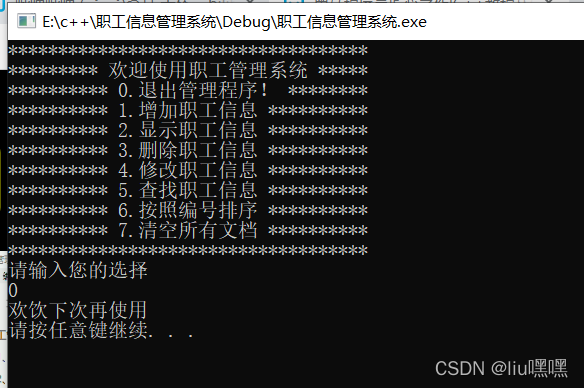 E:\c++\职工信息管理系统\Debug\职工信息管理系统.exe
************************************
********* 欢迎使用职工管理系统 *****
********** 0.退出管理程序！ ********
********** 1.增加职工信息 **********
********** 2.显示职工信息 **********
********** 3.删除职工信息 **********
********** 4.修改职工信息 **********
********** 5.查找职工信息 **********
********** 6.按照编号排序 **********
********** 7.清空所有文档 **********
************************************
请输入您的选择
0
欢饮下次再使用
请按任意键继续. . .
CSDN @liu嘿嘿